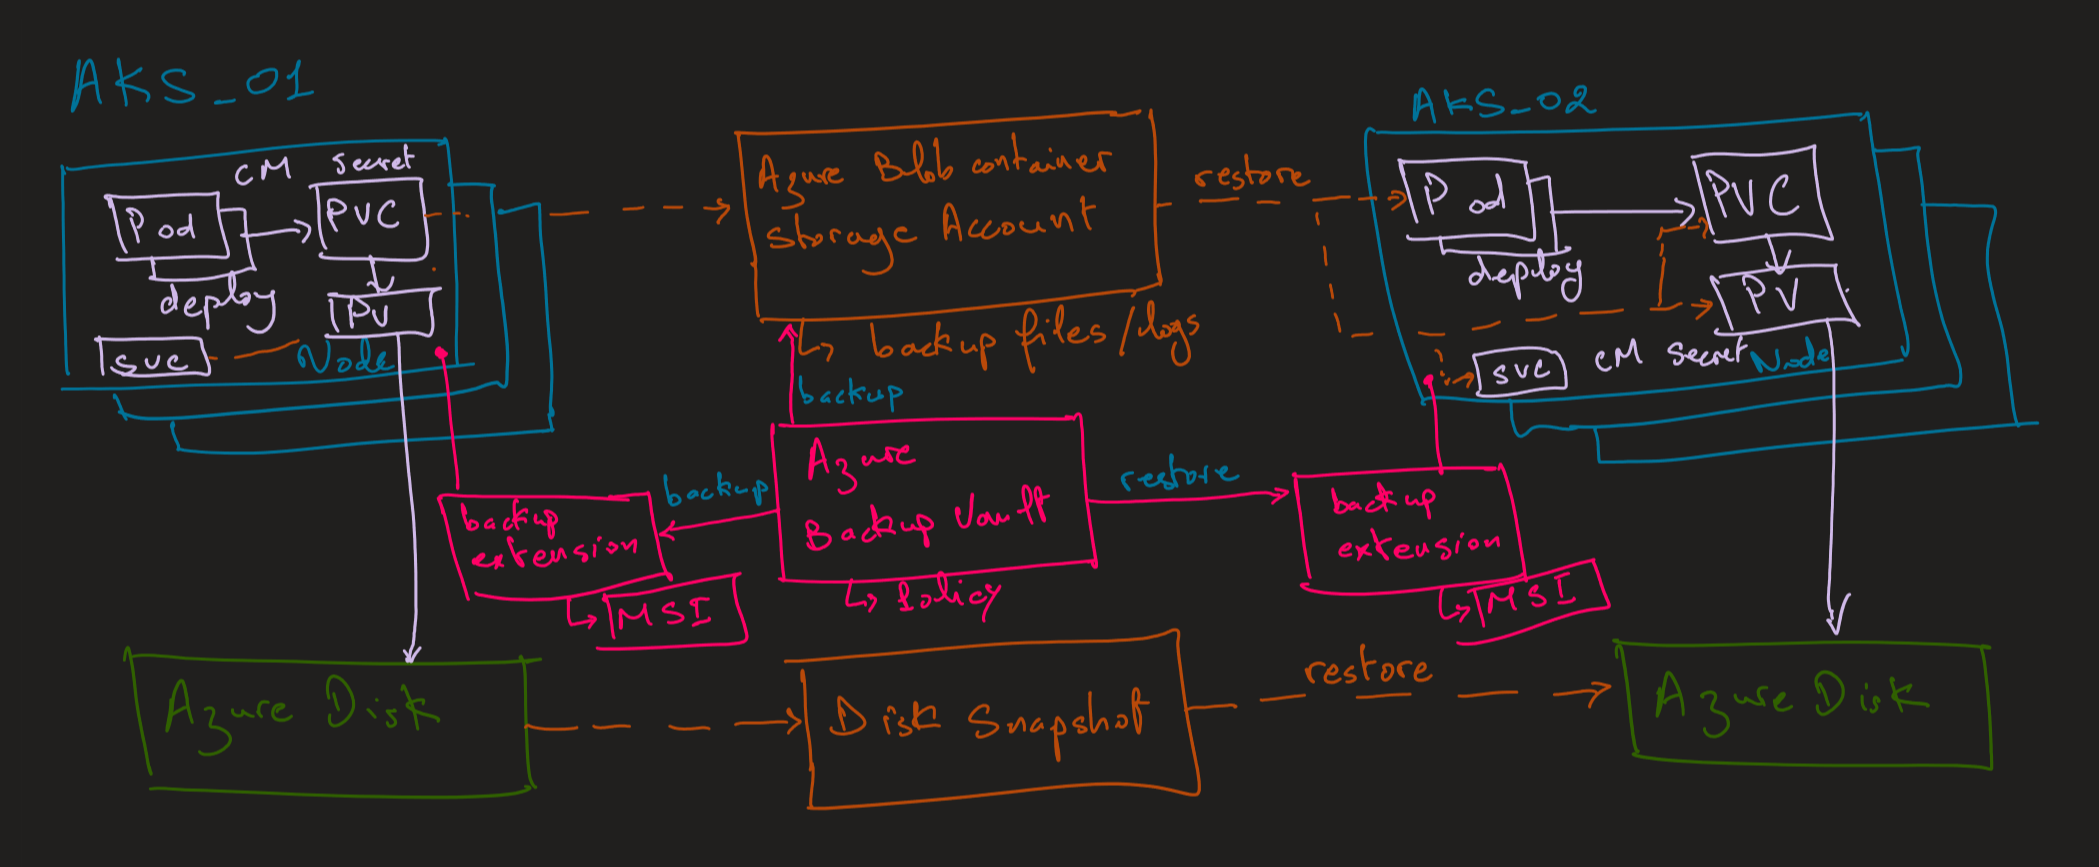 AKS_01
CM secret
Pod
PVC
deploy
PV
svc
Node
Azure Blob container
storage Account
backup files/logs
restore
AKS_02
Pod
PVC
deploy
PV
svc
CM secret
Node
backup
Azure
Backup Vault
Policy
backup
backup
extension
MSI
restore
backup
extension
MSI
Azure Disk
Disk Snapshot
restore
Azure Disk